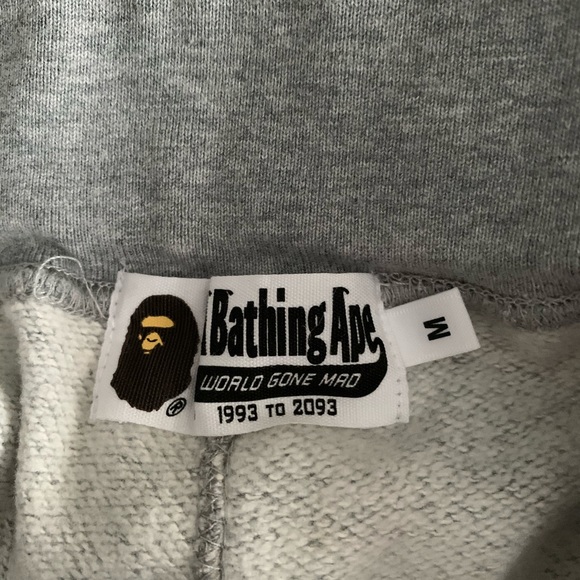 Bathing Ape
WORLD GONE MAD
1993 TO 2093
®
M